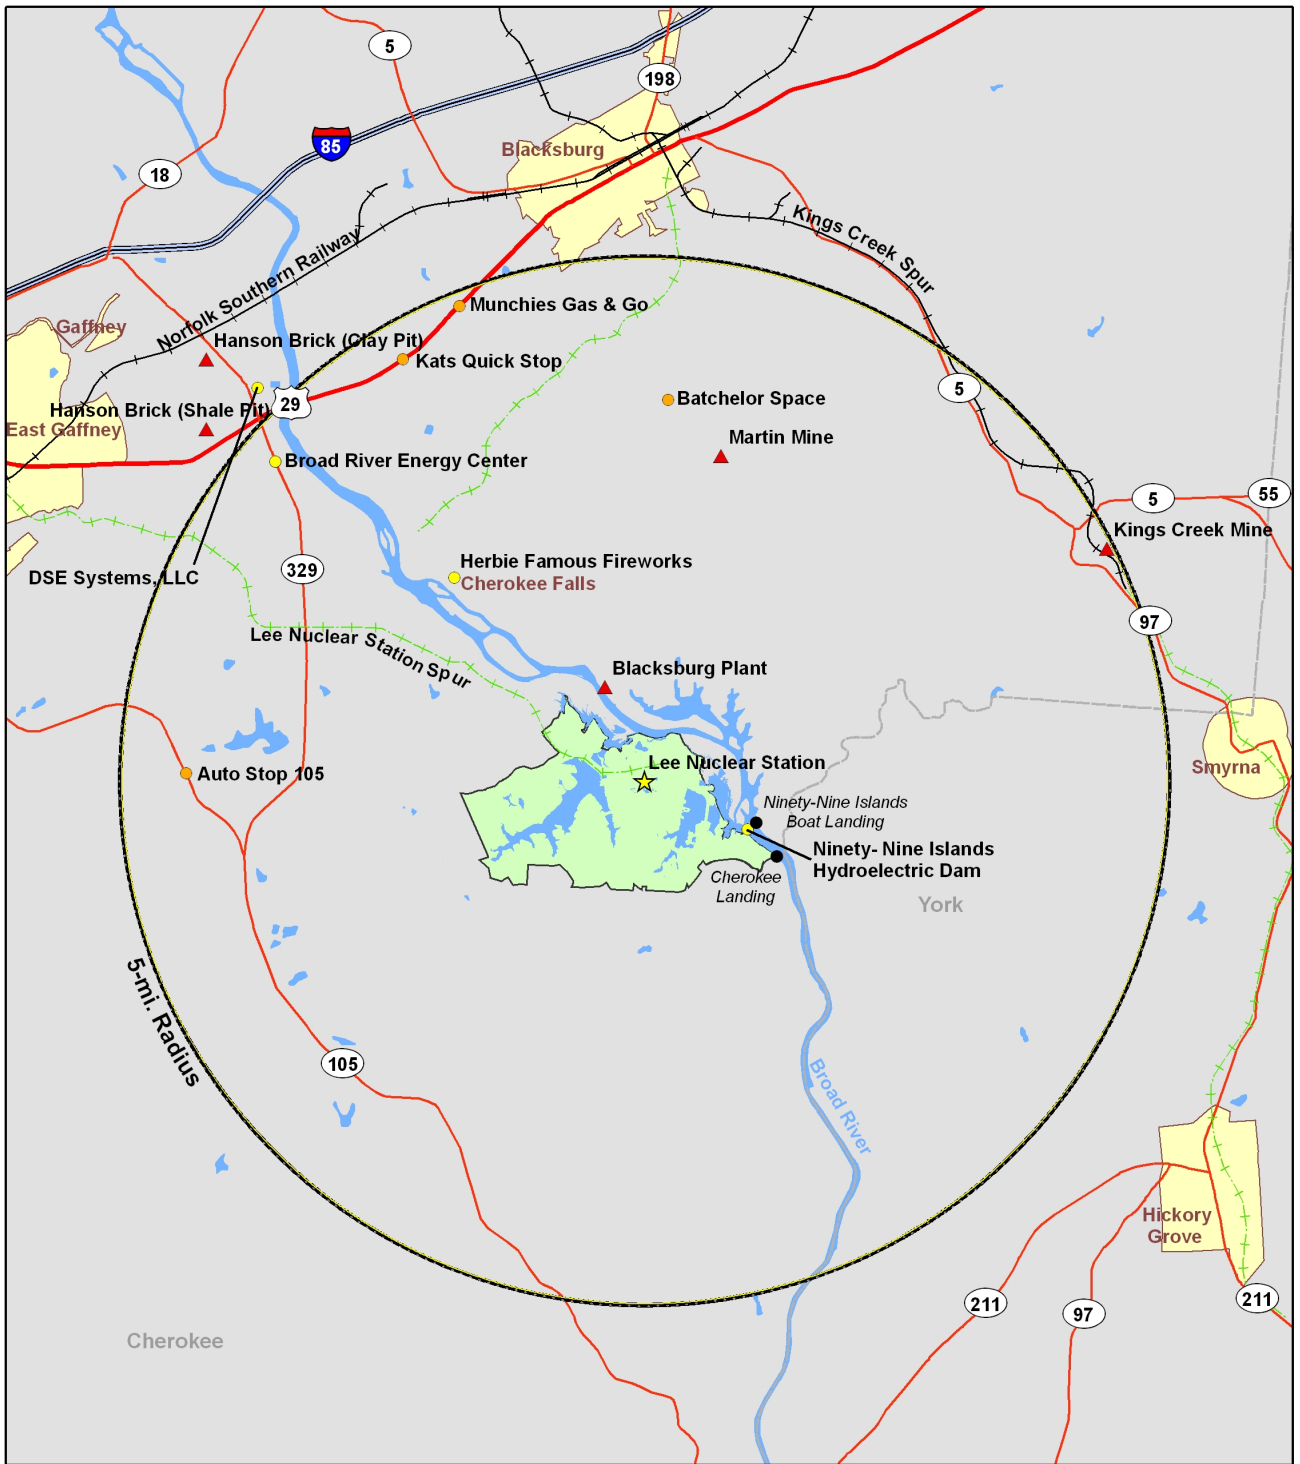 5
198
85
Blacksburg
18
Kings Creek Spur
Norfolk Southern Railway
Munchies Gas & Go
Gaffney
Hanson Brick (Clay Pit)
Kats Quick Stop
5
Batchelor Space
29
Hanson Brick (Shale Pit)
East Gaffney
Martin Mine
Broad River Energy Center
5
55
Kings Creek Mine
Herbie Famous Fireworks
Cherokee Falls
DSE Systems, LLC
329
97
Lee Nuclear Station Spur
Blacksburg Plant
Lee Nuclear Station
Smyrna
Auto Stop 105
Ninety-Nine Islands
Boat Landing
Ninety- Nine Islands
Hydroelectric Dam
Cherokee
Landing
York
5-mi. Radius
105
Broad River
Hickory
Grove
211
97
211
Cherokee